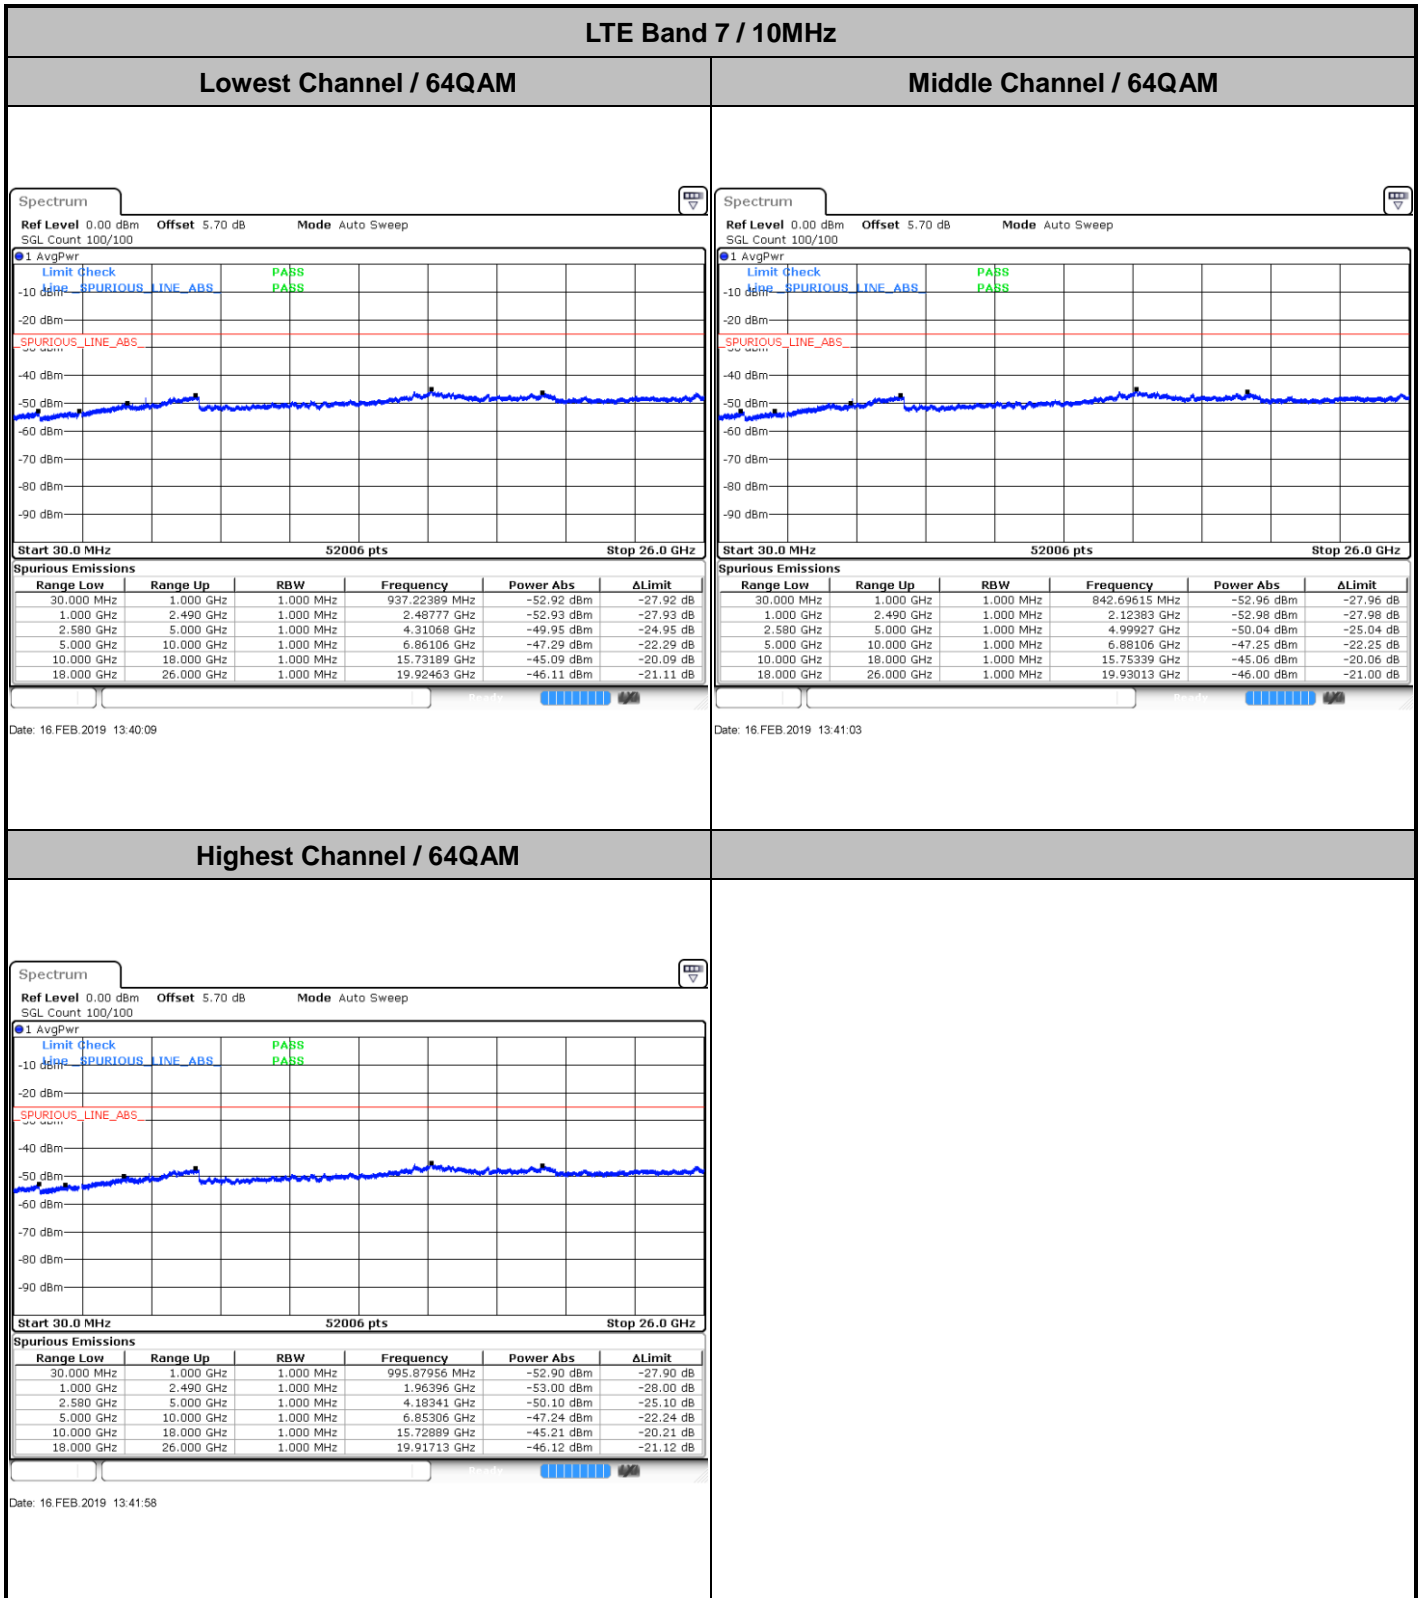 LTE Band 7 / 10MHz
Lowest Channel / 64QAM
Middle Channel / 64QAM
Spectrum
Ref Level 0.00 dBm Offset 5.70 dB Mode Auto Sweep
SGL Count 100/100
1 AvgPwr
Limit Check PASS
Line _SPURIOUS_LINE_ABS_ PASS
-10 dBm
-20 dBm
_SPURIOUS_LINE_ABS_
-40 dBm
-50 dBm
-60 dBm
-70 dBm
-80 dBm
-90 dBm
Start 30.0 MHz 52006 pts Stop 26.0 GHz
Spurious Emissions
Range Low Range Up RBW Frequency Power Abs ΔLimit
30.000 MHz 1.000 GHz 1.000 MHz 937.22389 MHz -52.92 dBm -27.92 dB
1.000 GHz 2.490 GHz 1.000 MHz 2.48777 GHz -52.93 dBm -27.93 dB
2.580 GHz 5.000 GHz 1.000 MHz 4.31068 GHz -49.95 dBm -24.95 dB
5.000 GHz 10.000 GHz 1.000 MHz 6.86106 GHz -47.29 dBm -22.29 dB
10.000 GHz 18.000 GHz 1.000 MHz 15.73189 GHz -45.09 dBm -20.09 dB
18.000 GHz 26.000 GHz 1.000 MHz 19.92463 GHz -46.11 dBm -21.11 dB
Date: 16.FEB.2019 13:40:09
Spectrum
Ref Level 0.00 dBm Offset 5.70 dB Mode Auto Sweep
SGL Count 100/100
1 AvgPwr
Limit Check PASS
Line _SPURIOUS_LINE_ABS_ PASS
-10 dBm
-20 dBm
_SPURIOUS_LINE_ABS_
-40 dBm
-50 dBm
-60 dBm
-70 dBm
-80 dBm
-90 dBm
Start 30.0 MHz 52006 pts Stop 26.0 GHz
Spurious Emissions
Range Low Range Up RBW Frequency Power Abs ΔLimit
30.000 MHz 1.000 GHz 1.000 MHz 842.69615 MHz -52.96 dBm -27.96 dB
1.000 GHz 2.490 GHz 1.000 MHz 2.12383 GHz -52.98 dBm -27.98 dB
2.580 GHz 5.000 GHz 1.000 MHz 4.99927 GHz -50.04 dBm -25.04 dB
5.000 GHz 10.000 GHz 1.000 MHz 6.88106 GHz -47.25 dBm -22.25 dB
10.000 GHz 18.000 GHz 1.000 MHz 15.75339 GHz -45.06 dBm -20.06 dB
18.000 GHz 26.000 GHz 1.000 MHz 19.93013 GHz -46.00 dBm -21.00 dB
Date: 16.FEB.2019 13:41:03
Highest Channel / 64QAM
Spectrum
Ref Level 0.00 dBm Offset 5.70 dB Mode Auto Sweep
SGL Count 100/100
1 AvgPwr
Limit Check PASS
Line _SPURIOUS_LINE_ABS_ PASS
-10 dBm
-20 dBm
_SPURIOUS_LINE_ABS_
-40 dBm
-50 dBm
-60 dBm
-70 dBm
-80 dBm
-90 dBm
Start 30.0 MHz 52006 pts Stop 26.0 GHz
Spurious Emissions
Range Low Range Up RBW Frequency Power Abs ΔLimit
30.000 MHz 1.000 GHz 1.000 MHz 995.87956 MHz -52.90 dBm -27.90 dB
1.000 GHz 2.490 GHz 1.000 MHz 1.96396 GHz -53.00 dBm -28.00 dB
2.580 GHz 5.000 GHz 1.000 MHz 4.18341 GHz -50.10 dBm -25.10 dB
5.000 GHz 10.000 GHz 1.000 MHz 6.85306 GHz -47.24 dBm -22.24 dB
10.000 GHz 18.000 GHz 1.000 MHz 15.72889 GHz -45.21 dBm -20.21 dB
18.000 GHz 26.000 GHz 1.000 MHz 19.91713 GHz -46.12 dBm -21.12 dB
Date: 16.FEB.2019 13:41:58